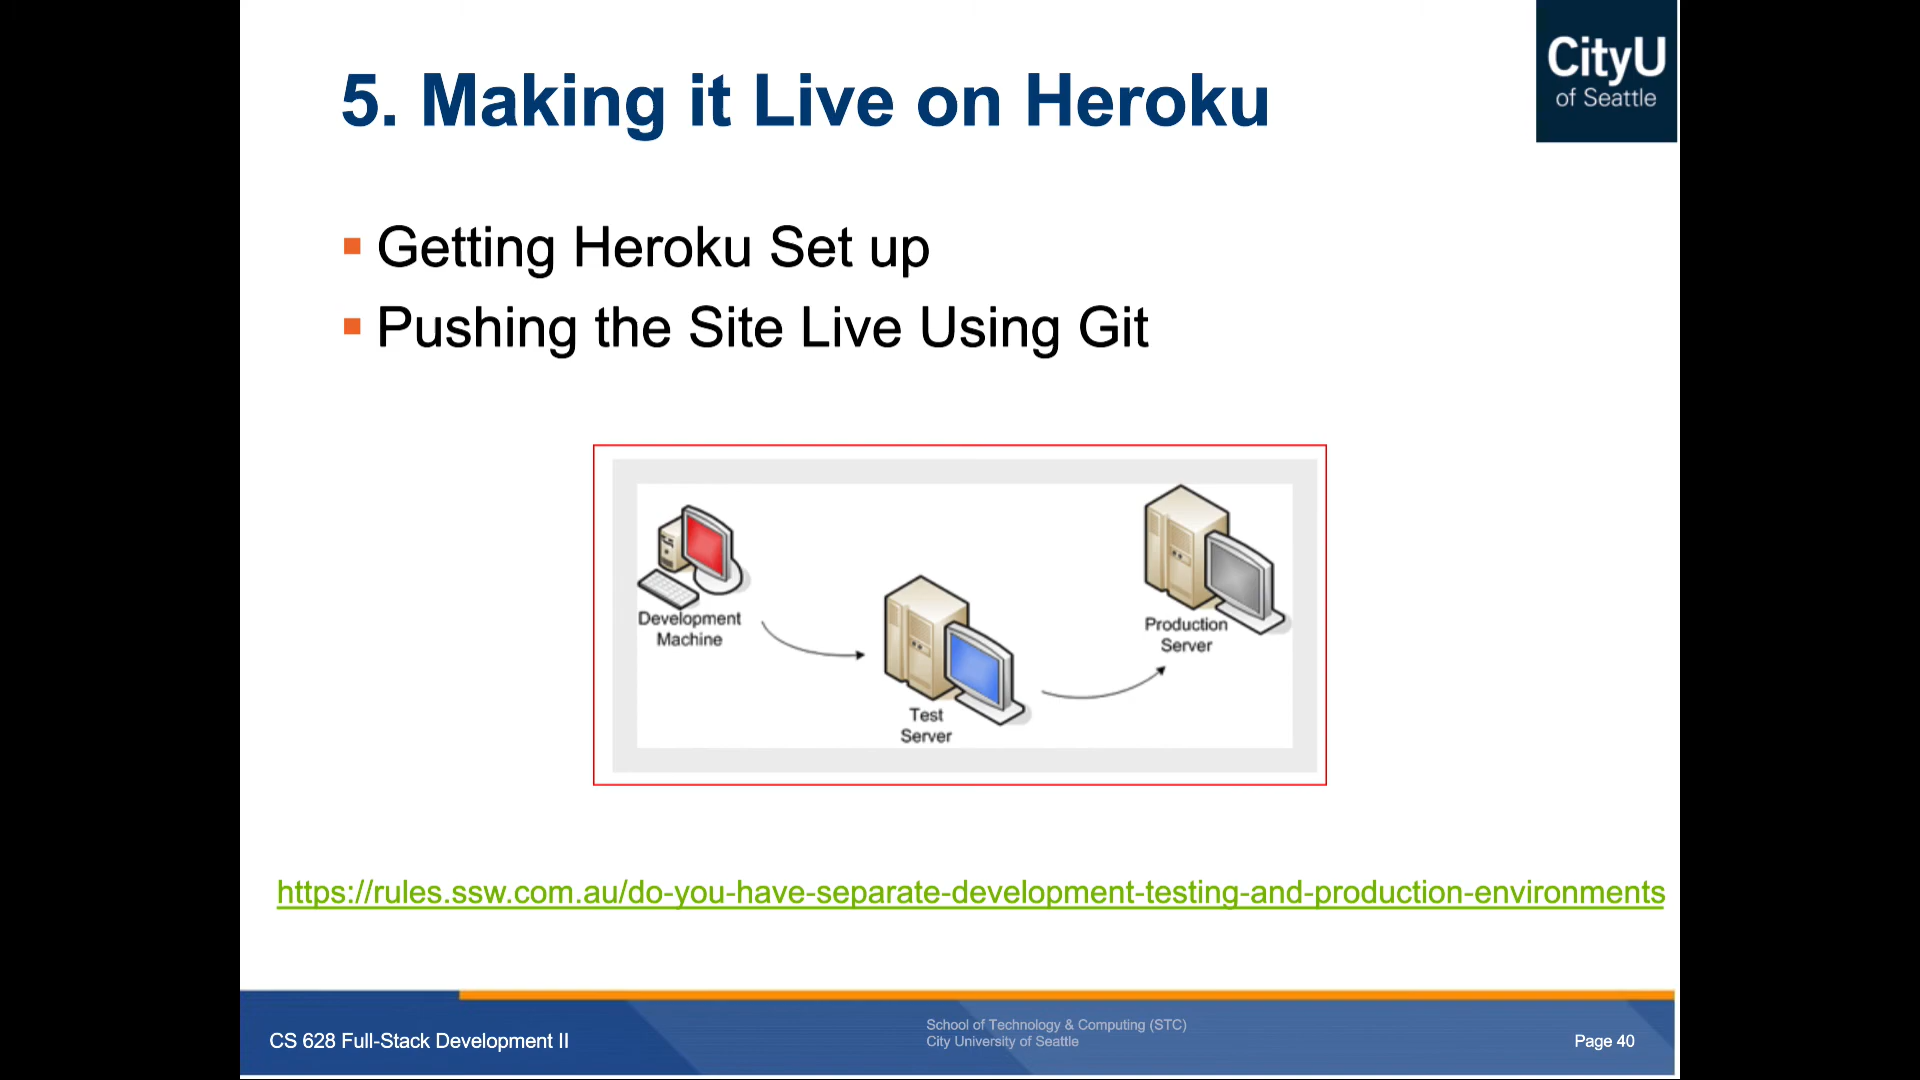 5. Making it Live on Heroku
CityU
of Seattle
Getting Heroku Set up
Pushing the Site Live Using Git
Development
Machine
Test
Server
Production
Server
https://rules.ssw.com.au/do-you-have-separate-development-testing-and-production-environments
CS 628 Full-Stack Development II
School of Technology & Computing (STC)
City University of Seattle
Page 40